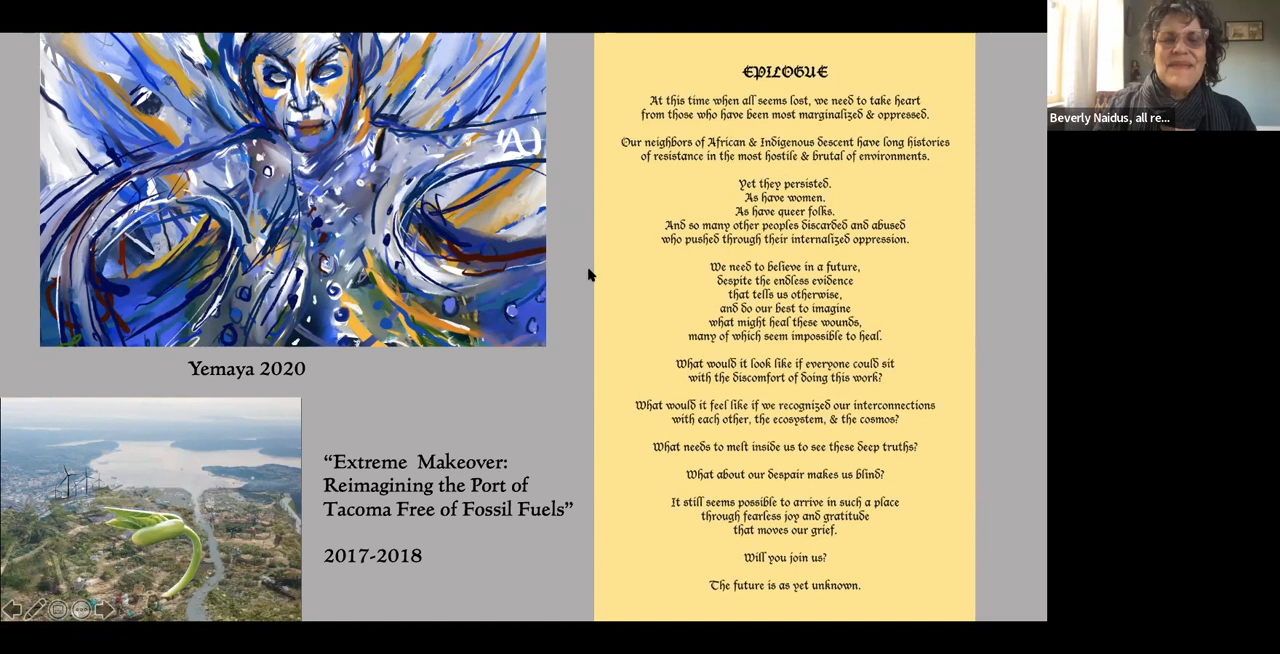 EPILOGUE
At this time when all seems lost, we need to take heart
from those who have been most marginalized & oppressed.
Our neighbors of African & Indigenous descent have long histories
of resistance in the most hostile & brutal of environments.
Yet they persisted.
As have women.
As have queer folks.
And so many other peoples discarded and abused
who pushed through their internalized oppression.
We need to believe in a future,
despite the endless evidence
that tells us otherwise,
and do our best to imagine
what might heal these wounds,
many of which seem impossible to heal.
What would it look like if everyone could sit
with the discomfort of doing this work?
What would it feel like if we recognized our interconnections
with each other, the ecosystem, & the cosmos?
What needs to melt inside us to see these deep truths?
What about our despair makes us blind?
It still seems possible to arrive in such a place
through fearless joy and gratitude
that moves our grief.
Will you join us?
The future is as yet unknown.
Yemaya 2020
“Extreme Makeover:
Reimagining the Port of
Tacoma Free of Fossil Fuels”
2017-2018
Beverly Naidus, all re...